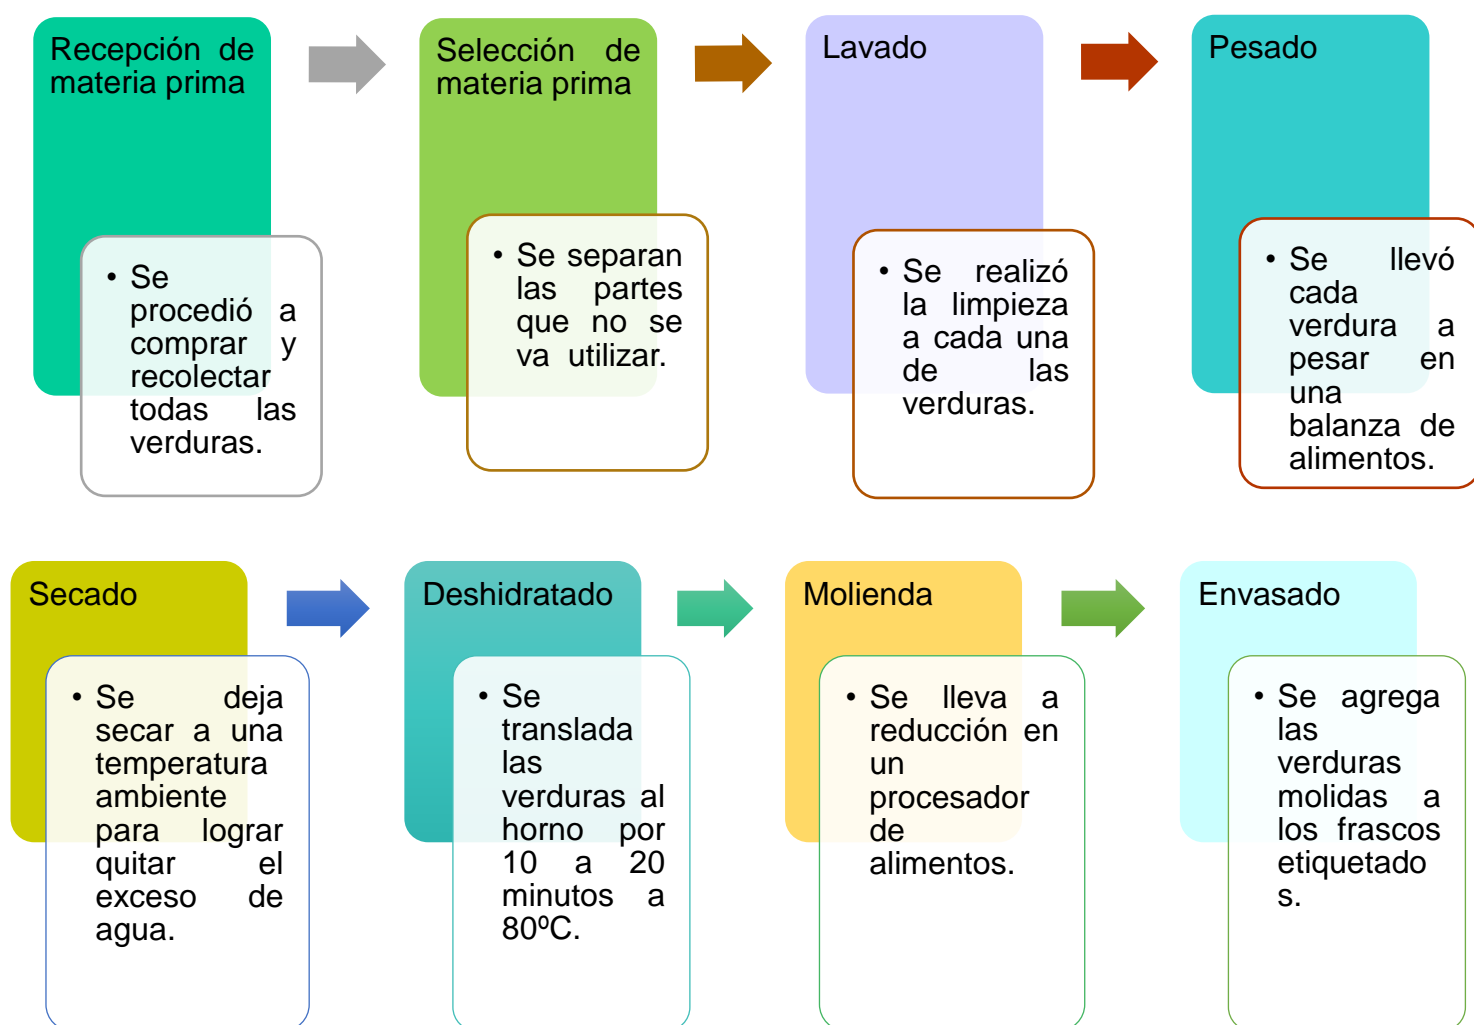 Recepción de
materia prima
• Se
procedió a
comprar y
recolectar
todas las
verduras.
Selección de
materia prima
• Se separan
las partes
que no se
va utilizar.
Lavado
• Se realizó
la limpieza
a cada una
de las
verduras.
Pesado
• Se llevó
cada
verdura a
pesar en
una
balanza de
alimentos.
Secado
• Se deja
secar a una
temperatura
ambiente
para lograr
quitar el
exceso de
agua.
Deshidratado
• Se
translada
las
verduras al
horno por
10 a 20
minutos a
80ºC.
Molienda
• Se lleva a
reducción en
un
procesador
de
alimentos.
Envasado
• Se agrega
las
verduras
molidas a
los frascos
etiquetado
s.